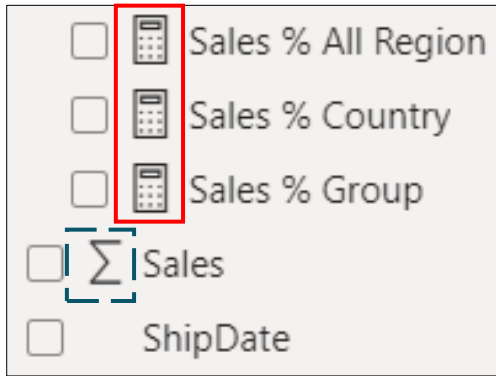 Sales % All Region
Sales % Country
Sales % Group
∑ Sales
ShipDate